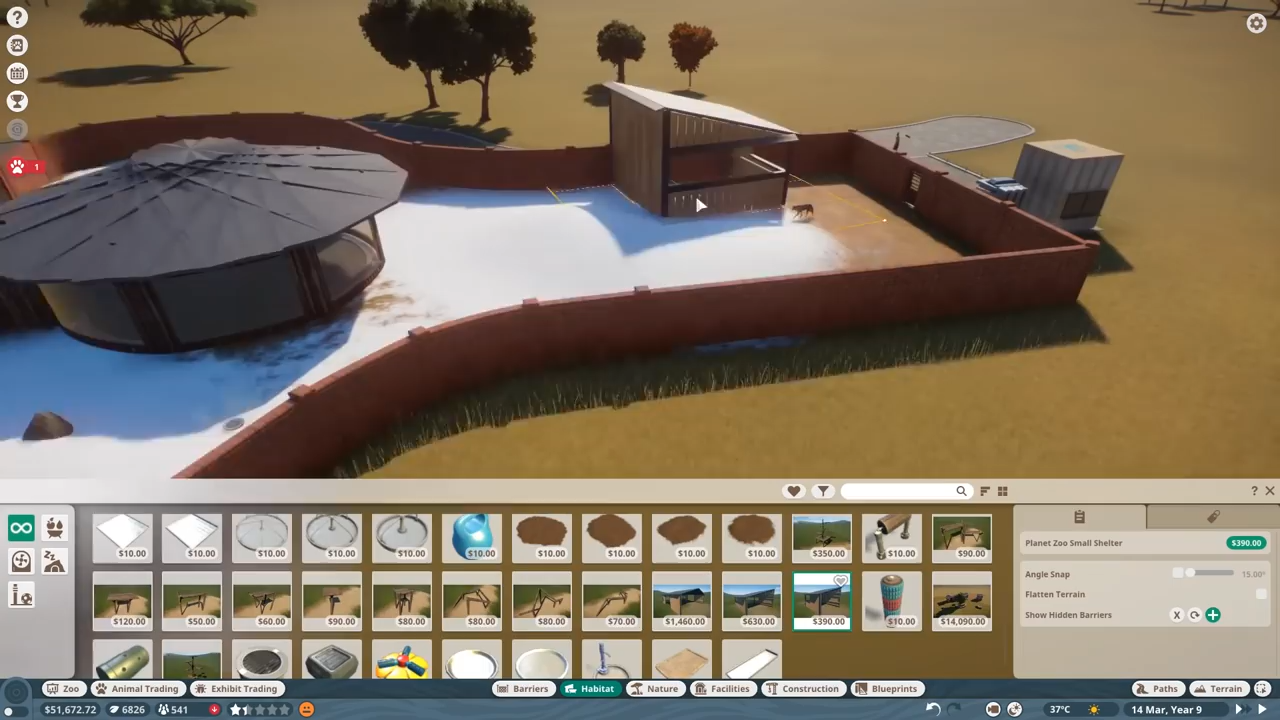 ?
1
? X
$10.00 $10.00 $10.00 $10.00 $10.00 $10.00 $10.00 $10.00 $10.00 $10.00 $350.00 $10.00 $90.00
$120.00 $50.00 $60.00 $90.00 $80.00 $80.00 $80.00 $70.00 $1,460.00 $630.00 $390.00 $10.00 $14,090.00
Planet Zoo Small Shelter $390.00
Angle Snap 15.00°
Flatten Terrain
Show Hidden Barriers X
Zoo Animal Trading Exhibit Trading Barriers Habitat Nature Facilities Construction Blueprints Paths Terrain
$51,672.72 6826 541 37°C 14 Mar, Year 9